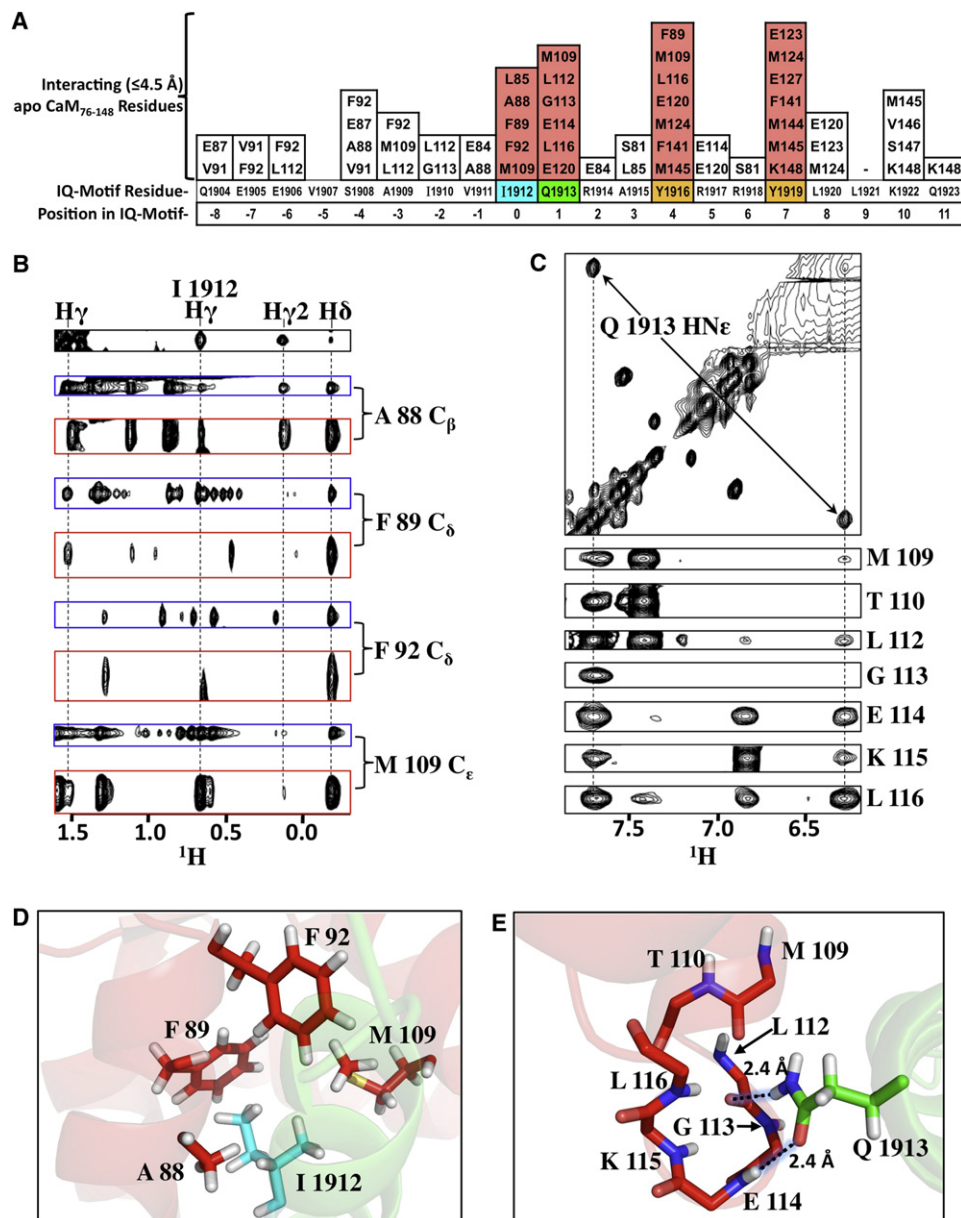 A
F89 E123
M109 M109 M124
L85 L112 L116 E127
F92 A88 G113 E120 F141 M145
E87 F92 F89 E114 M124 M144 E120 V146
E87 V91 F92 A88 M109 L112 E84 F92 L116 S81 F141 E114 M145 E123 S147
V91 F92 L112 V91 L112 G113 A88 M109 E120 E84 L85 M145 E120 S81 K148 M124 - K148 K148
Interacting (≤4.5 Å)
apo CaM76-148 Residues
IQ-Motif Residue- Q1904 E1905 E1906 V1907 S1908 A1909 I1910 V1911 I1912 Q1913 R1914 A1915 Y1916 R1917 R1918 Y1919 L1920 L1921 K1922 Q1923
Position in IQ-Motif- -8 -7 -6 -5 -4 -3 -2 -1 0 1 2 3 4 5 6 7 8 9 10 11
B
I 1912
Hγ Hγ Hγ2 Hδ
A 88 Cβ
F 89 Cδ
F 92 Cδ
M 109 Cε
1.5 1.0 0.5 0.0
¹H
C
Q 1913 HNε
M 109
T 110
L 112
G 113
E 114
K 115
L 116
7.5 7.0 6.5
¹H
D
F 92
F 89
M 109
A 88
I 1912
E
M 109
T 110
L 112
2.4 Å
L 116
G 113
Q 1913
K 115
2.4 Å
E 114